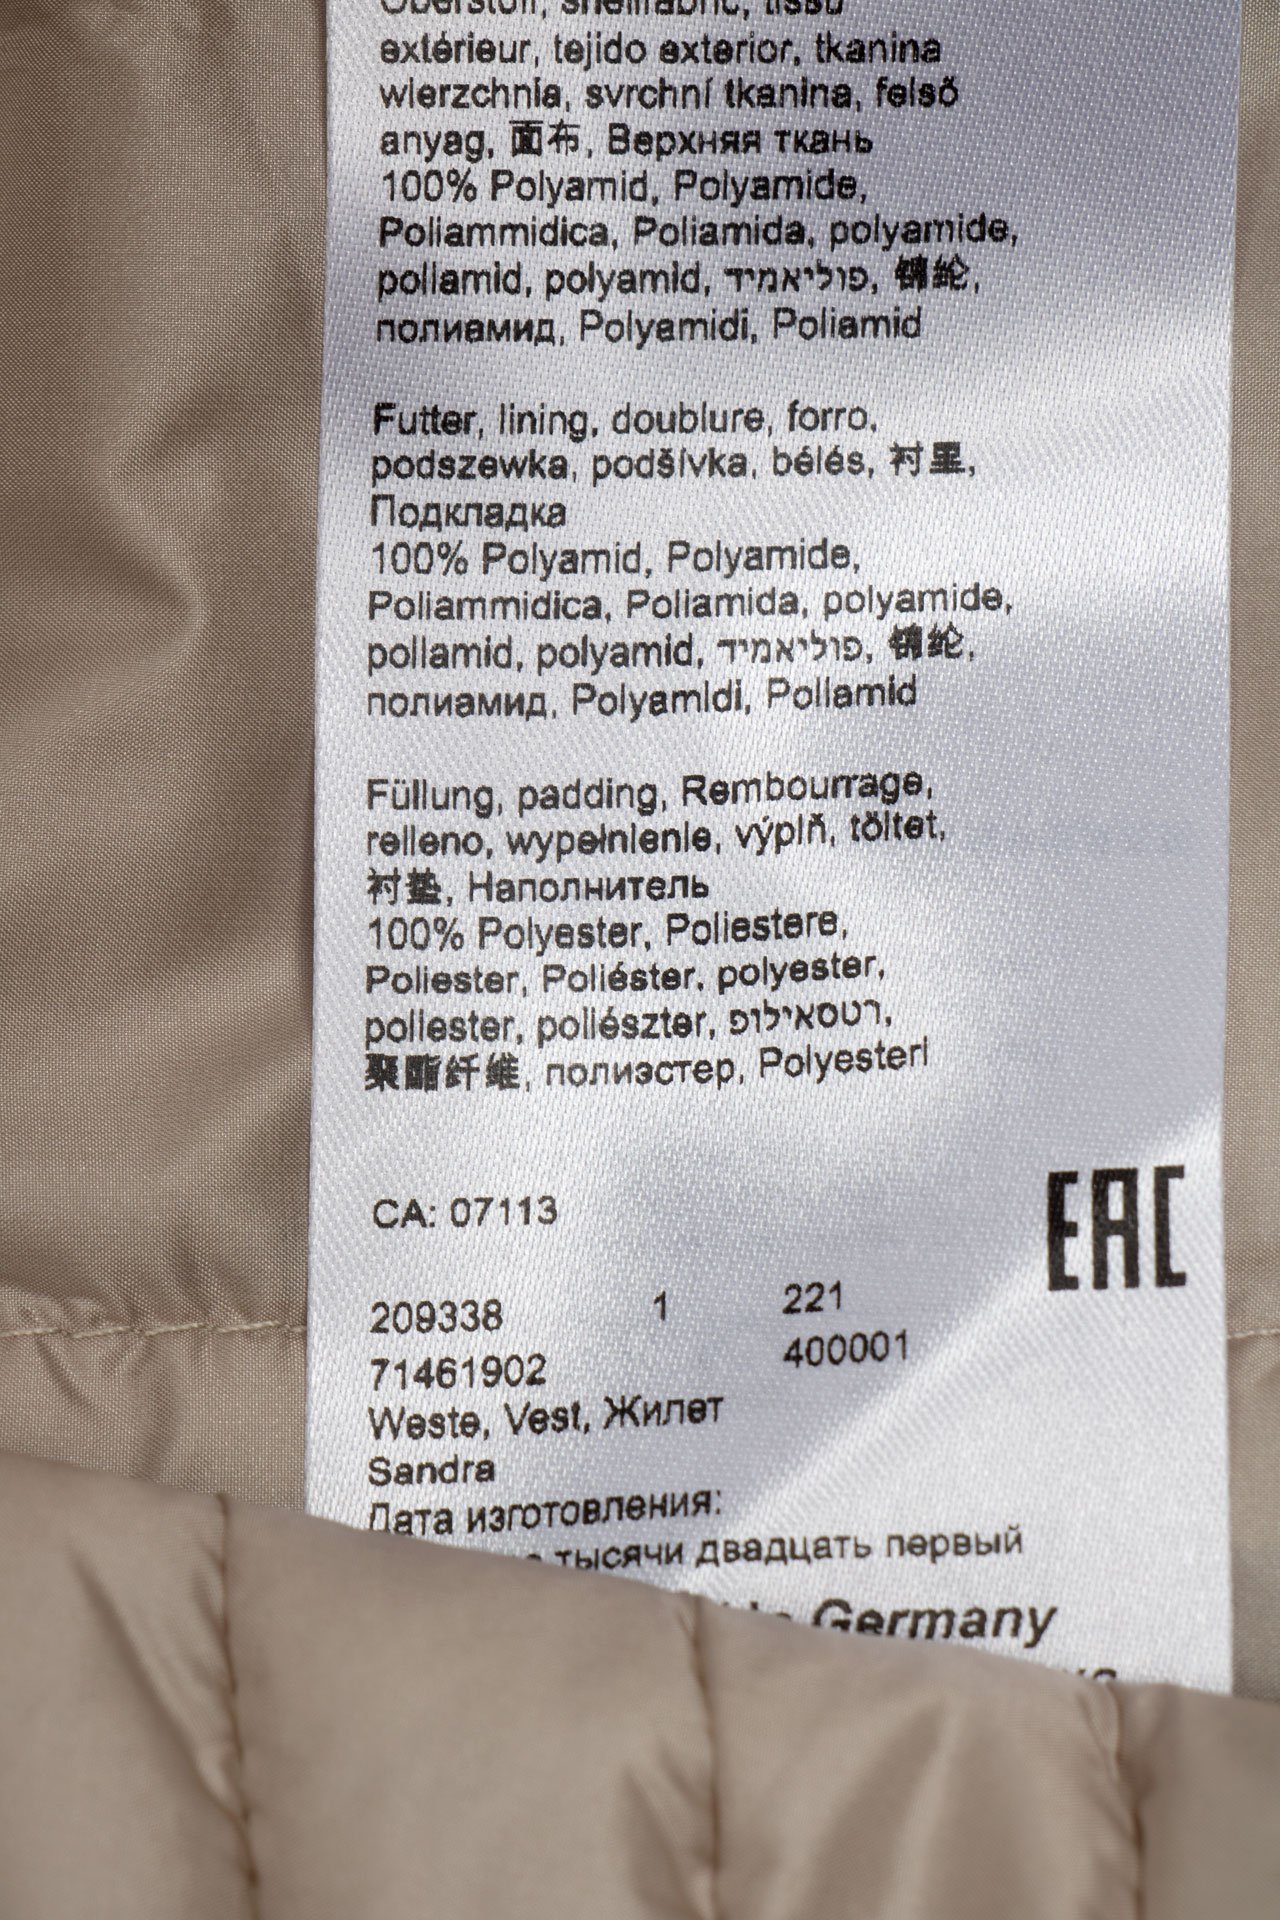 Oberstoff, shellfabric, tissu
extérieur, tejido exterior, tkanina
wierzchnia, svrchní tkanina, felső
anyag, 面布, Верхняя ткань
100% Polyamid, Polyamide,
Poliammidica, Poliamida, polyamide,
poliamid, polyamid, פוליאמיד, 锦纶,
полиамид, Polyamidi, Poliamid
Futter, lining, doublure, forro,
podszewka, podšívka, bélés, 衬里,
Подкладка
100% Polyamid, Polyamide,
Poliammidica, Poliamida, polyamide,
poliamid, polyamid, פוליאמיד, 锦纶,
полиамид, Polyamidi, Poliamid
Füllung, padding, Rembourrage,
relleno, wypełnienie, výplň, töltet,
衬垫, Наполнитель
100% Polyester, Poliestere,
Poliester, Poliéster, polyester,
poliester, poliészter, פולױאסטר,
聚酯纤维, полиэстер, Polyesteri
CA: 07113
EAC
209338 1 221
71461902 400001
Weste, Vest, Жилет
Sandra
Дата изготовления:
тысячи двадцать первый
Germany